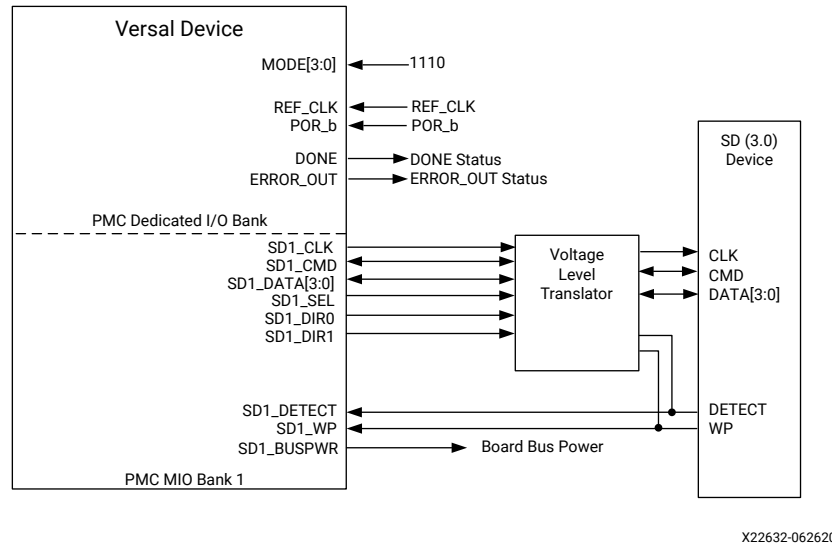 Versal Device
MODE[3:0]
1110
REF_CLK
REF_CLK
POR_b
POR_b
DONE
DONE Status
ERROR_OUT
ERROR_OUT Status
PMC Dedicated I/O Bank
SD1_CLK
SD1_CMD
SD1_DATA[3:0]
SD1_SEL
SD1_DIR0
SD1_DIR1
Voltage
Level
Translator
SD (3.0)
Device
CLK
CMD
DATA[3:0]
SD1_DETECT
DETECT
SD1_WP
WP
SD1_BUSPWR
Board Bus Power
PMC MIO Bank 1
X22632-062620